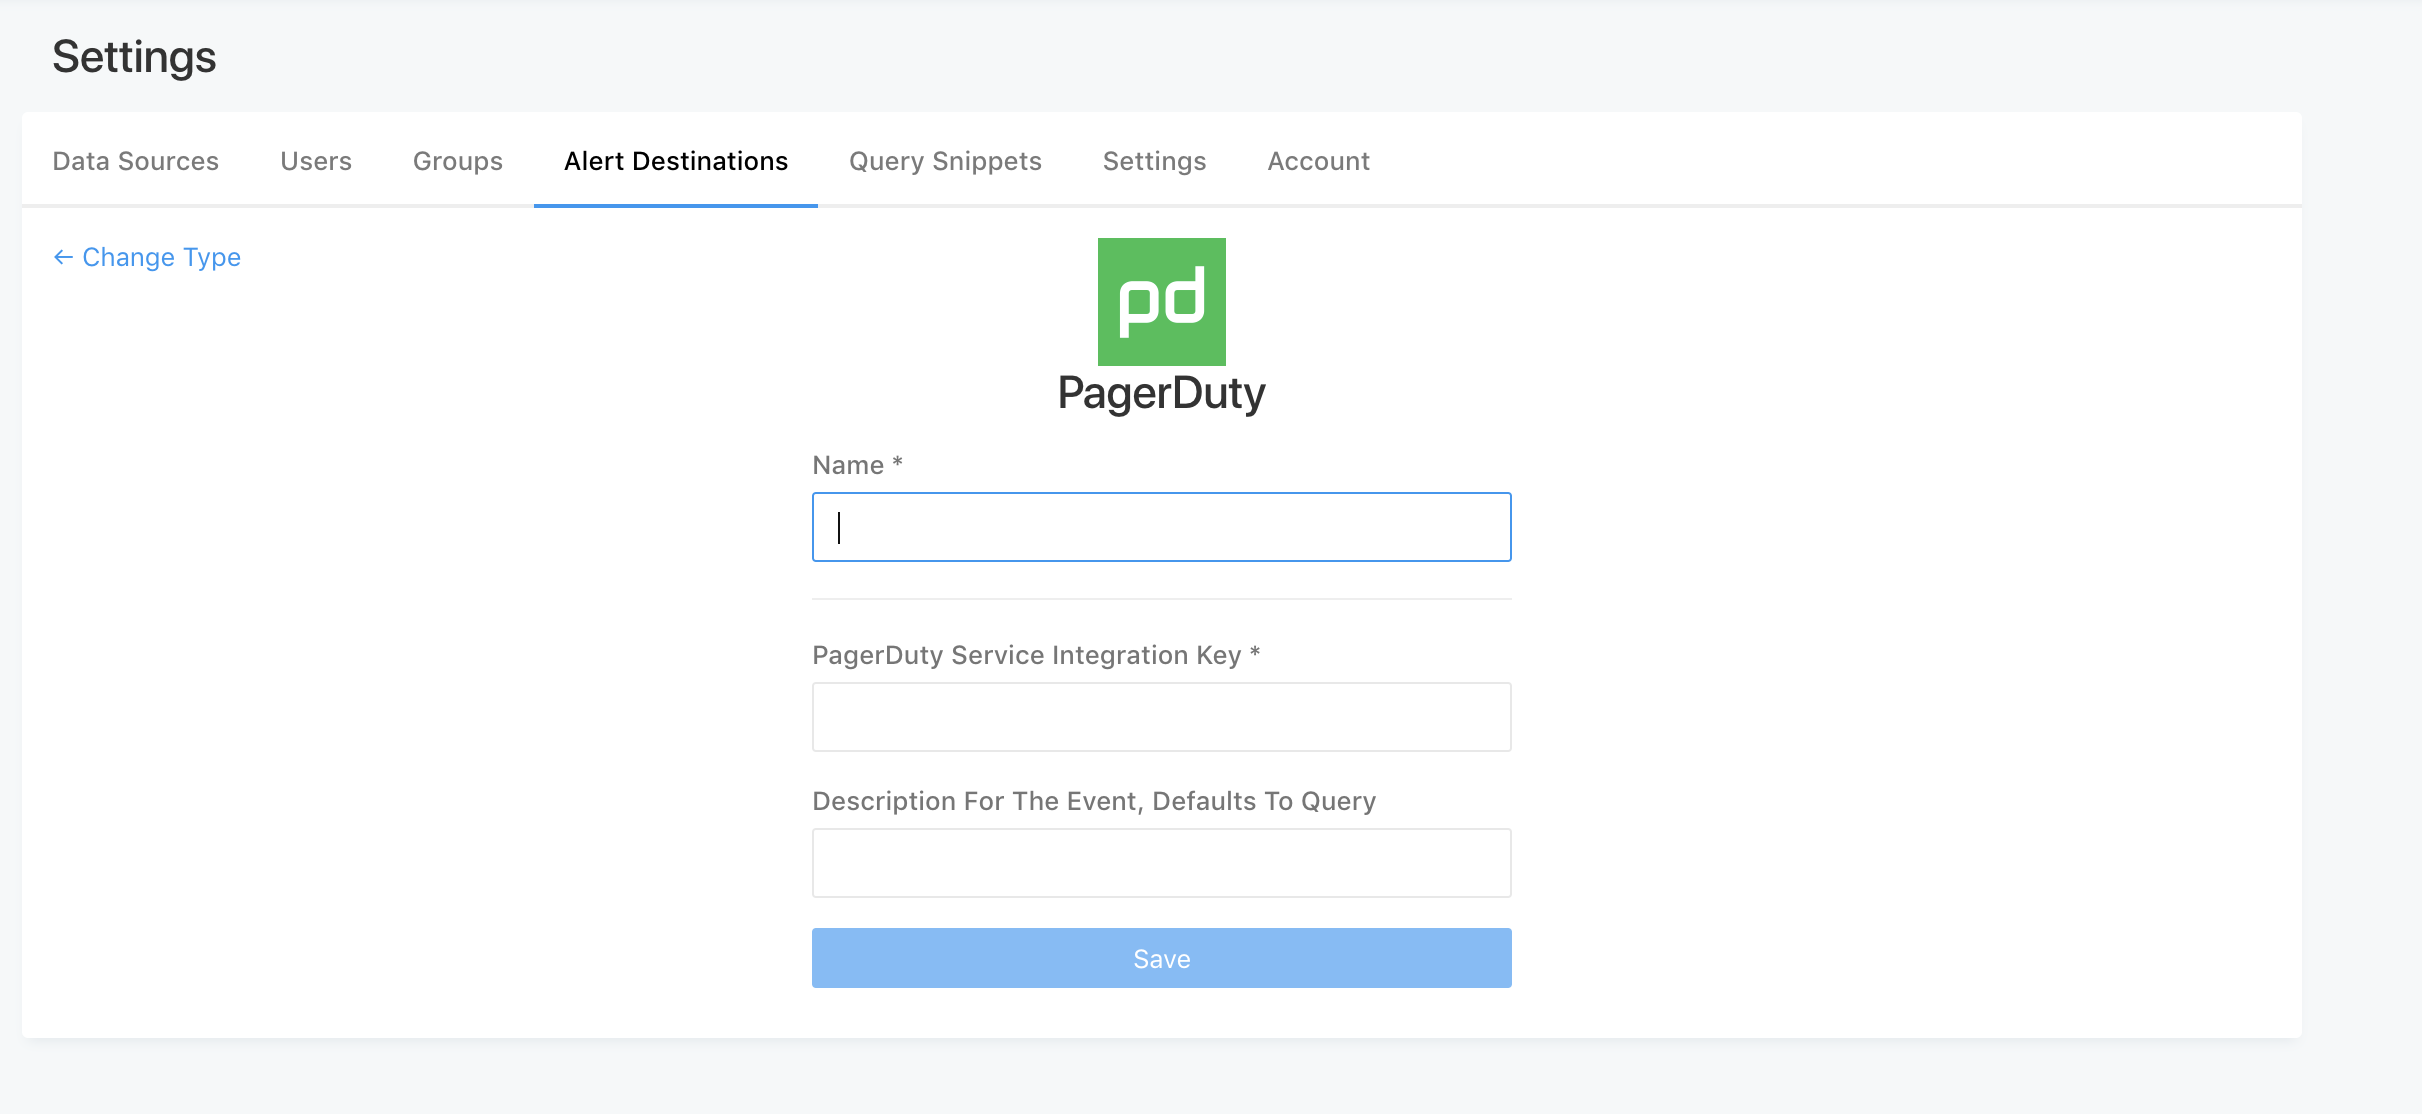 Settings
Data Sources Users Groups Alert Destinations Query Snippets Settings Account
← Change Type
pd
PagerDuty
Name *
PagerDuty Service Integration Key *
Description For The Event, Defaults To Query
Save